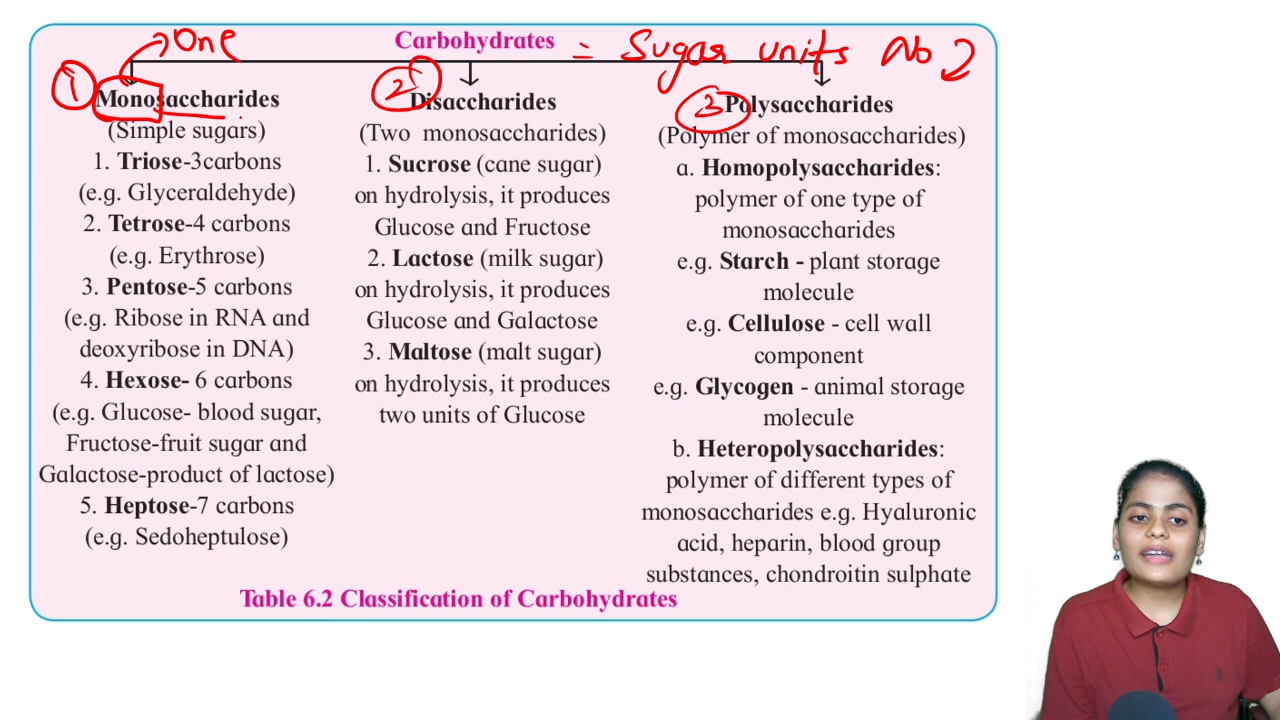 One
Carbohydrates = Sugar units no
1 Monosaccharides
(Simple sugars)
1. Triose-3carbons
(e.g. Glyceraldehyde)
2. Tetrose-4 carbons
(e.g. Erythrose)
3. Pentose-5 carbons
(e.g. Ribose in RNA and
deoxyribose in DNA)
4. Hexose- 6 carbons
(e.g. Glucose- blood sugar,
Fructose-fruit sugar and
Galactose-product of lactose)
5. Heptose-7 carbons
(e.g. Sedoheptulose)
2 Disaccharides
(Two monosaccharides)
1. Sucrose (cane sugar)
on hydrolysis, it produces
Glucose and Fructose
2. Lactose (milk sugar)
on hydrolysis, it produces
Glucose and Galactose
3. Maltose (malt sugar)
on hydrolysis, it produces
two units of Glucose
3 Polysaccharides
(Polymer of monosaccharides)
a. Homopolysaccharides:
polymer of one type of
monosaccharides
e.g. Starch - plant storage
molecule
e.g. Cellulose - cell wall
component
e.g. Glycogen - animal storage
molecule
b. Heteropolysaccharides:
polymer of different types of
monosaccharides e.g. Hyaluronic
acid, heparin, blood group
substances, chondroitin sulphate
Table 6.2 Classification of Carbohydrates